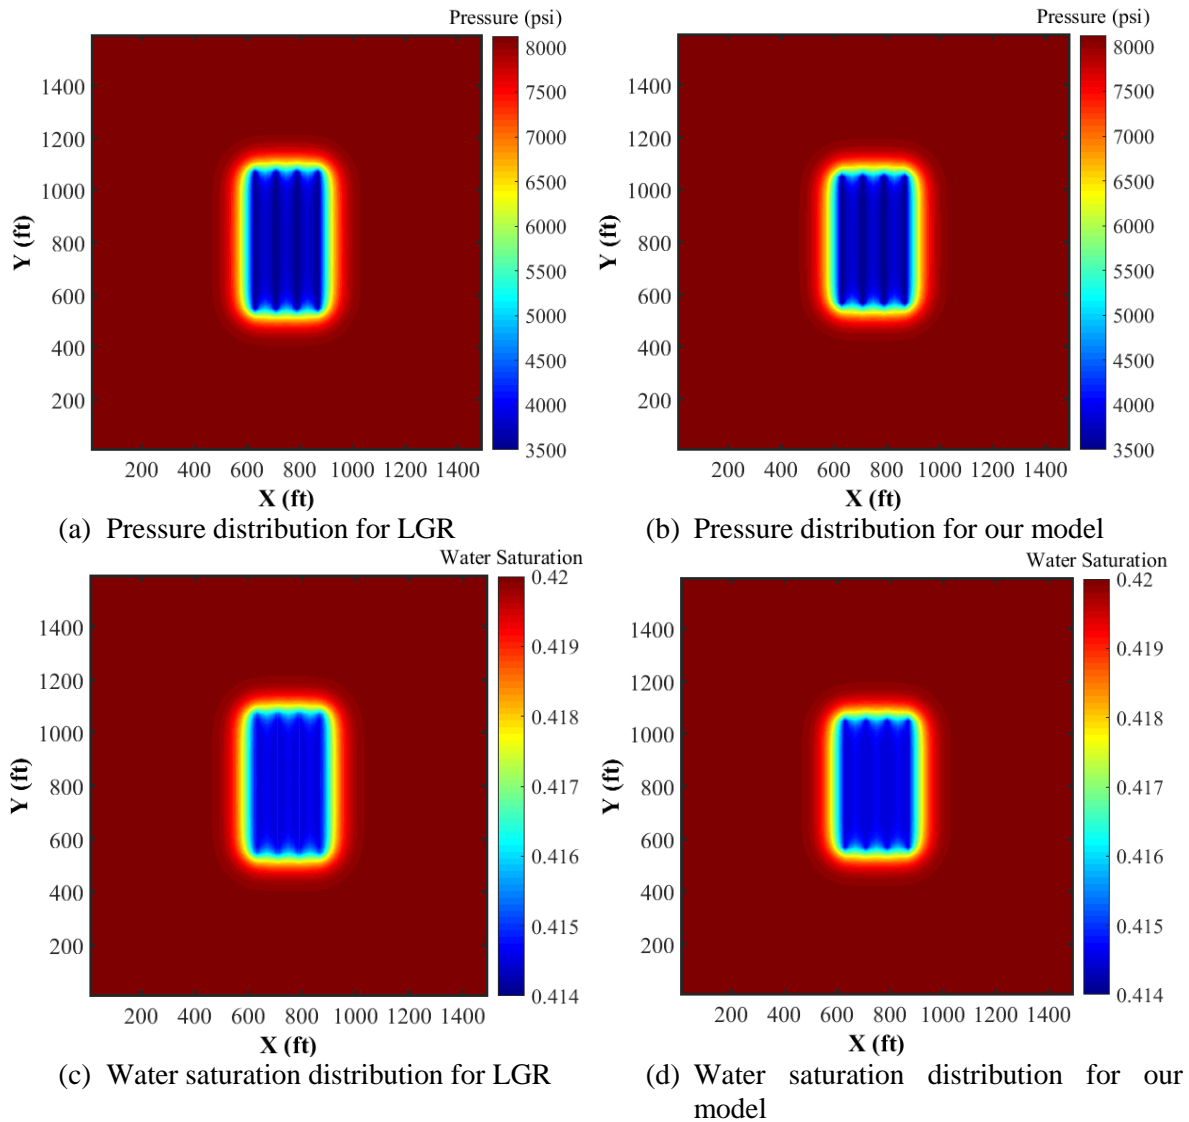 Pressure (psi)
8000
7500
7000
6500
6000
5500
5000
4500
4000
3500
1400
1200
1000
800
600
400
200
Y (ft)
200 400 600 800 1000 1200 1400
X (ft)
(a) Pressure distribution for LGR
Pressure (psi)
8000
7500
7000
6500
6000
5500
5000
4500
4000
3500
1400
1200
1000
800
600
400
200
Y (ft)
200 400 600 800 1000 1200 1400
X (ft)
(b) Pressure distribution for our model
Water Saturation
0.42
0.419
0.418
0.417
0.416
0.415
0.414
1400
1200
1000
800
600
400
200
Y (ft)
200 400 600 800 1000 1200 1400
X (ft)
(c) Water saturation distribution for LGR
Water Saturation
0.42
0.419
0.418
0.417
0.416
0.415
0.414
1400
1200
1000
800
600
400
200
Y (ft)
200 400 600 800 1000 1200 1400
X (ft)
(d) Water saturation distribution for our
model